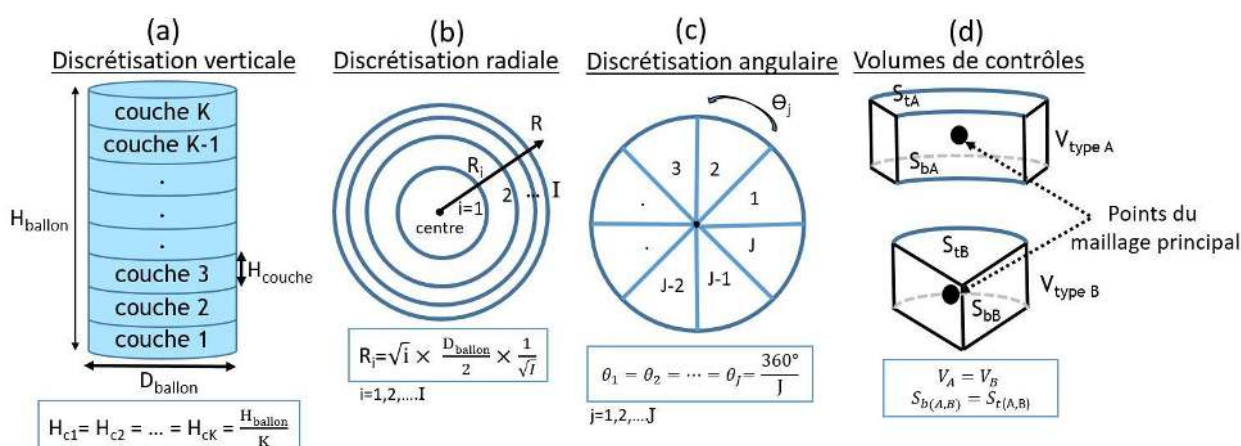 (a)
Discrétisation verticale
couche K
couche K-1
.
.
.
couche 3
couche 2
couche 1
H_ballon
H_couche
D_ballon
H_c1= H_c2 = ... = H_cK = H_ballon/K
(b)
Discrétisation radiale
R
R_i
i=1
2
...
I
centre
R_i=√i × D_ballon/2 × 1/√I
i=1,2,....I
(c)
Discrétisation angulaire
Θ_j
3
2
1
.
.
J
J-1
J-2
θ_1 = θ_2 = ⋯ = θ_J= 360°/J
j=1,2,....J
(d)
Volumes de contrôles
S_tA
S_bA
V_type A
Points du
maillage principal
S_tB
S_bB
V_type B
V_A = V_B
S_b(A,B) = S_t(A,B)